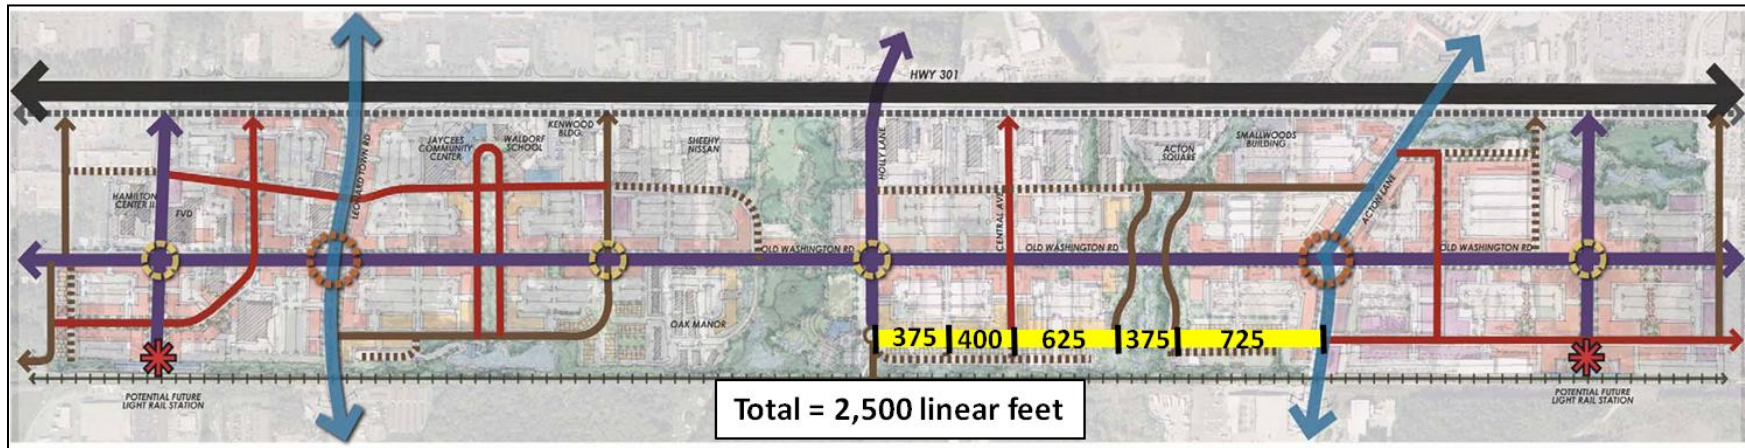 HWY 301
KENWOOD
BLDG.
JAYCEES
COMMUNITY
CENTER
WALDORF
SCHOOL
SHEEHY
NISSAN
SMALLWOODS
BUILDING
ACTON
SQUARE
HOLLY LANE
LEONARDTOWN RD
HAMILTON
CENTER II
FVD
CENTRAL AVE
ACTON LANE
OLD WASHINGTON RD
OLD WASHINGTON RD
OLD WASHINGTON RD
OAK MANOR
375
400
625
375
725
POTENTIAL FUTURE
LIGHT RAIL STATION
Total = 2,500 linear feet
POTENTIAL FUTURE
LIGHT RAIL STATION